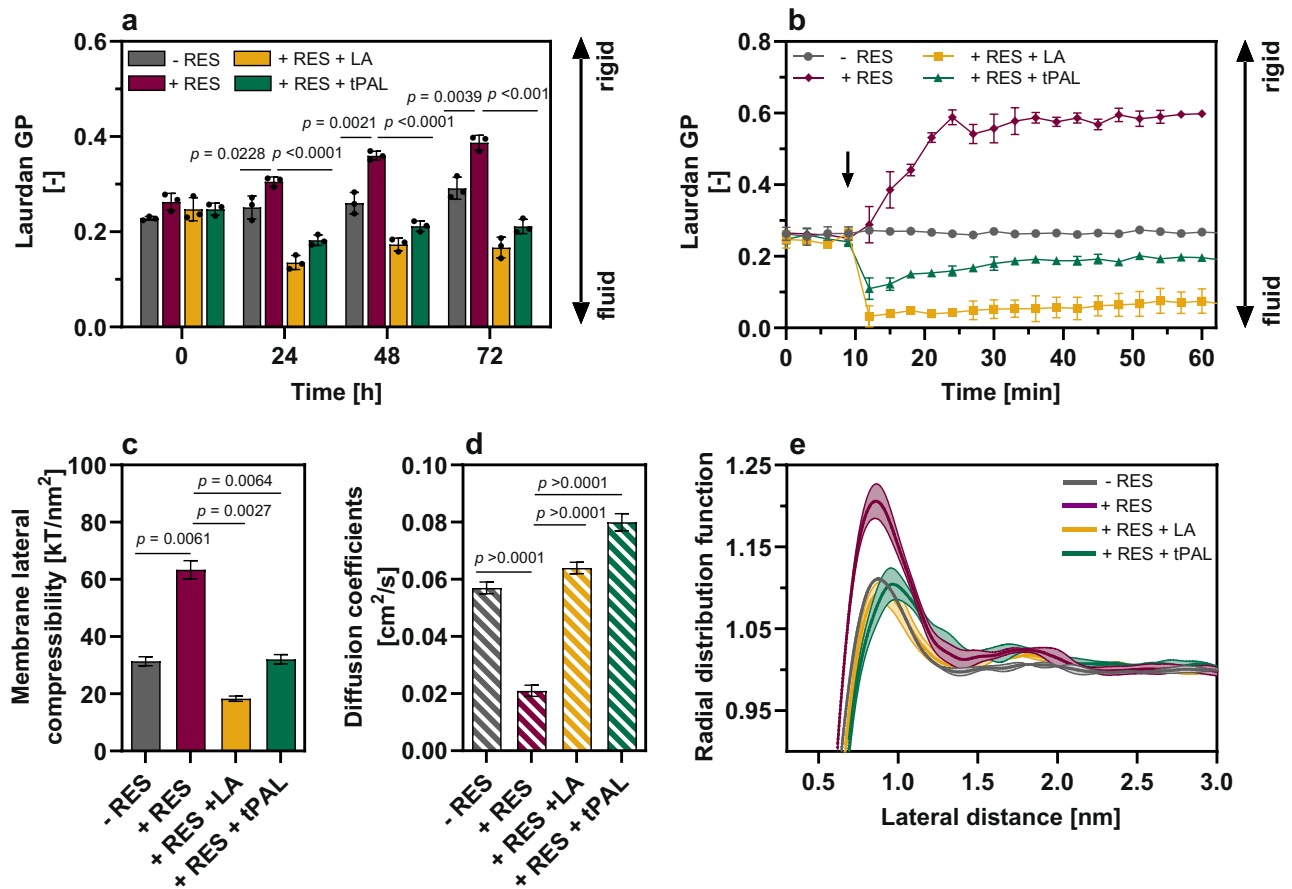 a
Laurdan GP
[-]
0.6
0.4
0.2
0.0
- RES
+ RES
+ RES + LA
+ RES + tPAL
p = 0.0228
p <0.0001
p = 0.0021
p <0.0001
p = 0.0039
p <0.001
0
24
48
72
Time [h]
rigid
fluid
b
Laurdan GP
[-]
0.8
0.6
0.4
0.2
0.0
- RES
+ RES
+ RES + LA
+ RES + tPAL
0
10
20
30
40
50
60
Time [min]
rigid
fluid
c
Membrane lateral
compressibility [kT/nm2]
100
80
60
40
20
0
p = 0.0064
p = 0.0027
p = 0.0061
- RES
+ RES
+ RES +LA
+ RES + tPAL
d
Diffusion coefficients
[cm2/s]
0.10
0.08
0.06
0.04
0.02
0.00
p >0.0001
p >0.0001
p >0.0001
- RES
+ RES
+ RES +LA
+ RES + tPAL
e
Radial distribution function
1.25
1.15
1.05
0.95
- RES
+ RES
+ RES + LA
+ RES + tPAL
0.5
1.0
1.5
2.0
2.5
3.0
Lateral distance [nm]